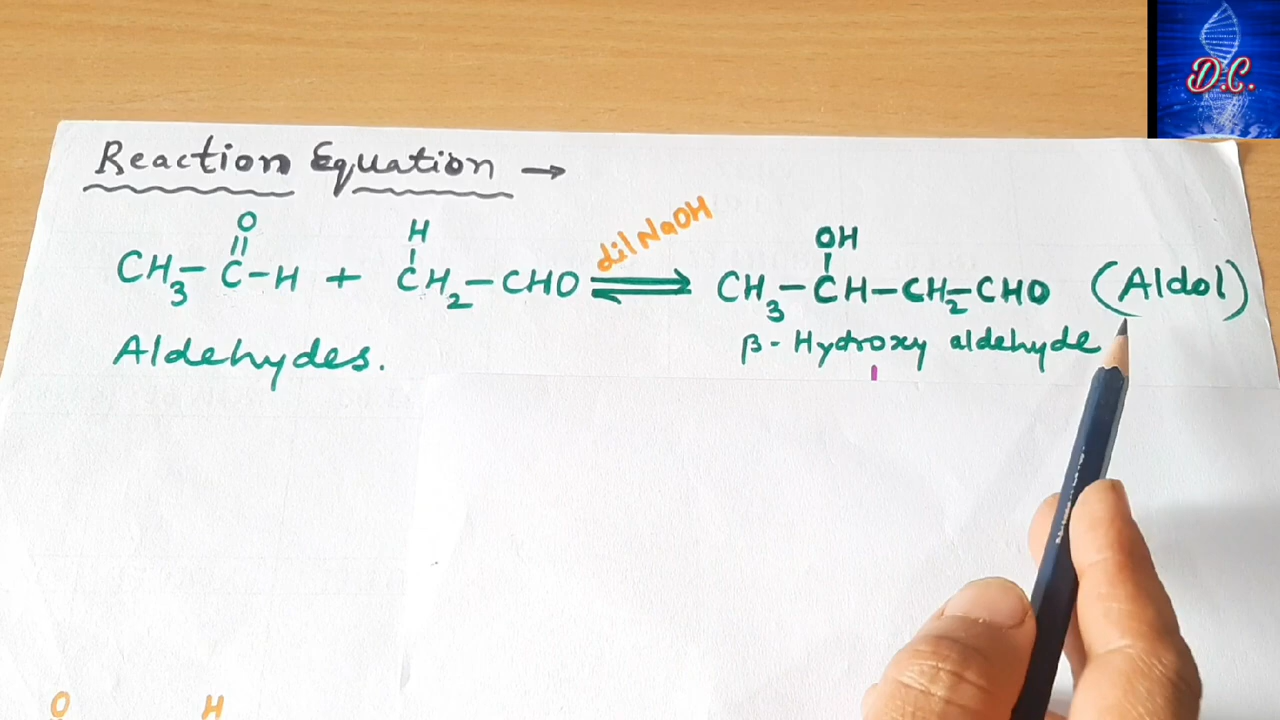 D.C.
Reaction Equation →
O H dil NaOH OH
CH₃–C–H + CH₂–CHO ⇌ CH₃–CH–CH₂–CHO (Aldol)
Aldehydes. β-Hydroxy aldehyde
O H